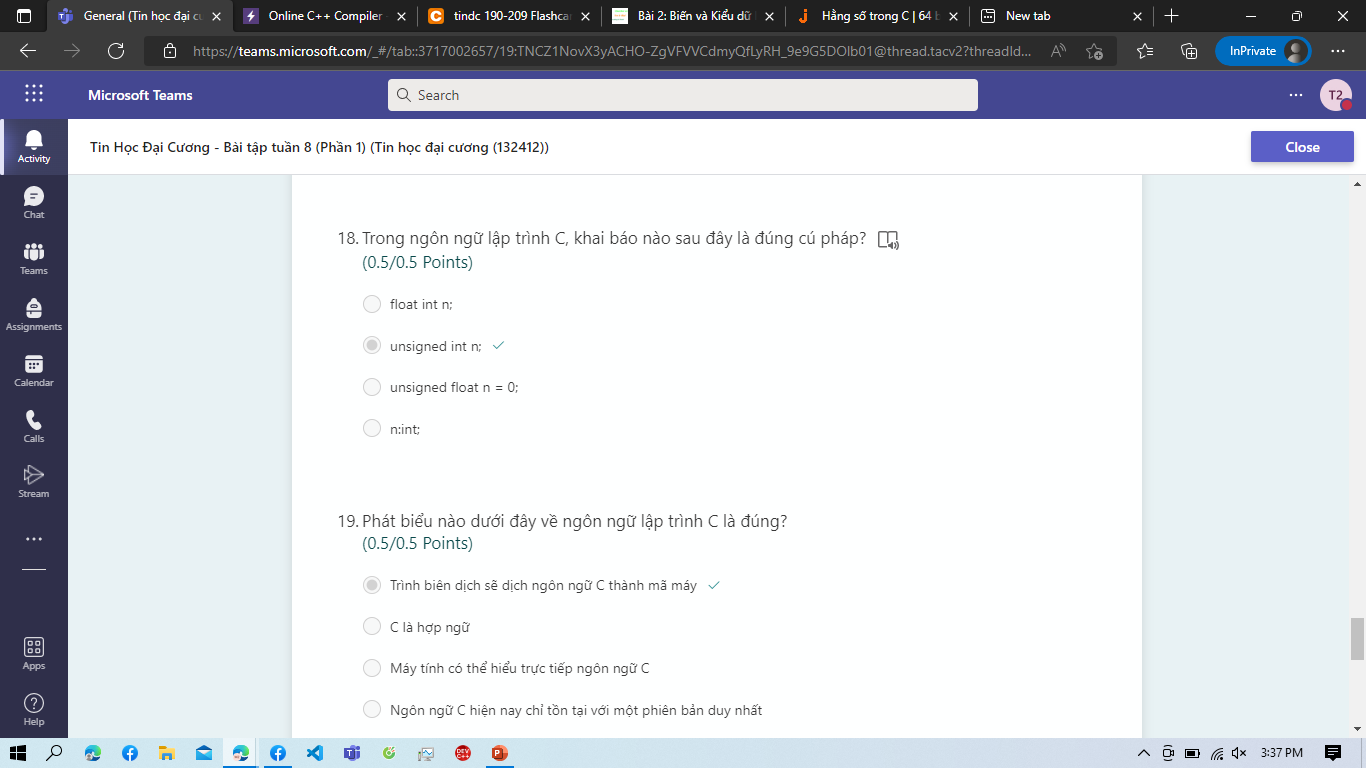 General (Tin học đại cư
Online C++ Compiler
tindc 190-209 Flashcar
Bài 2: Biến và Kiểu dữ
Hằng số trong C | 64 b
New tab
https://teams.microsoft.com/_#/tab::3717002657/19:TNCZ1NovX3yACHO-ZgVFVVCdmyQfLyRH_9e9G5DOIb01@thread.tacv2?threadId...
InPrivate
Microsoft Teams
Search
T2
Activity
Chat
Teams
Assignments
Calendar
Calls
Stream
Apps
Help
Tin Học Đại Cương - Bài tập tuần 8 (Phần 1) (Tin học đại cương (132412))
Close
18. Trong ngôn ngữ lập trình C, khai báo nào sau đây là đúng cú pháp?
(0.5/0.5 Points)
float int n;
unsigned int n;
unsigned float n = 0;
n:int;
19. Phát biểu nào dưới đây về ngôn ngữ lập trình C là đúng?
(0.5/0.5 Points)
Trình biên dịch sẽ dịch ngôn ngữ C thành mã máy
C là hợp ngữ
Máy tính có thể hiểu trực tiếp ngôn ngữ C
Ngôn ngữ C hiện nay chỉ tồn tại với một phiên bản duy nhất
3:37 PM